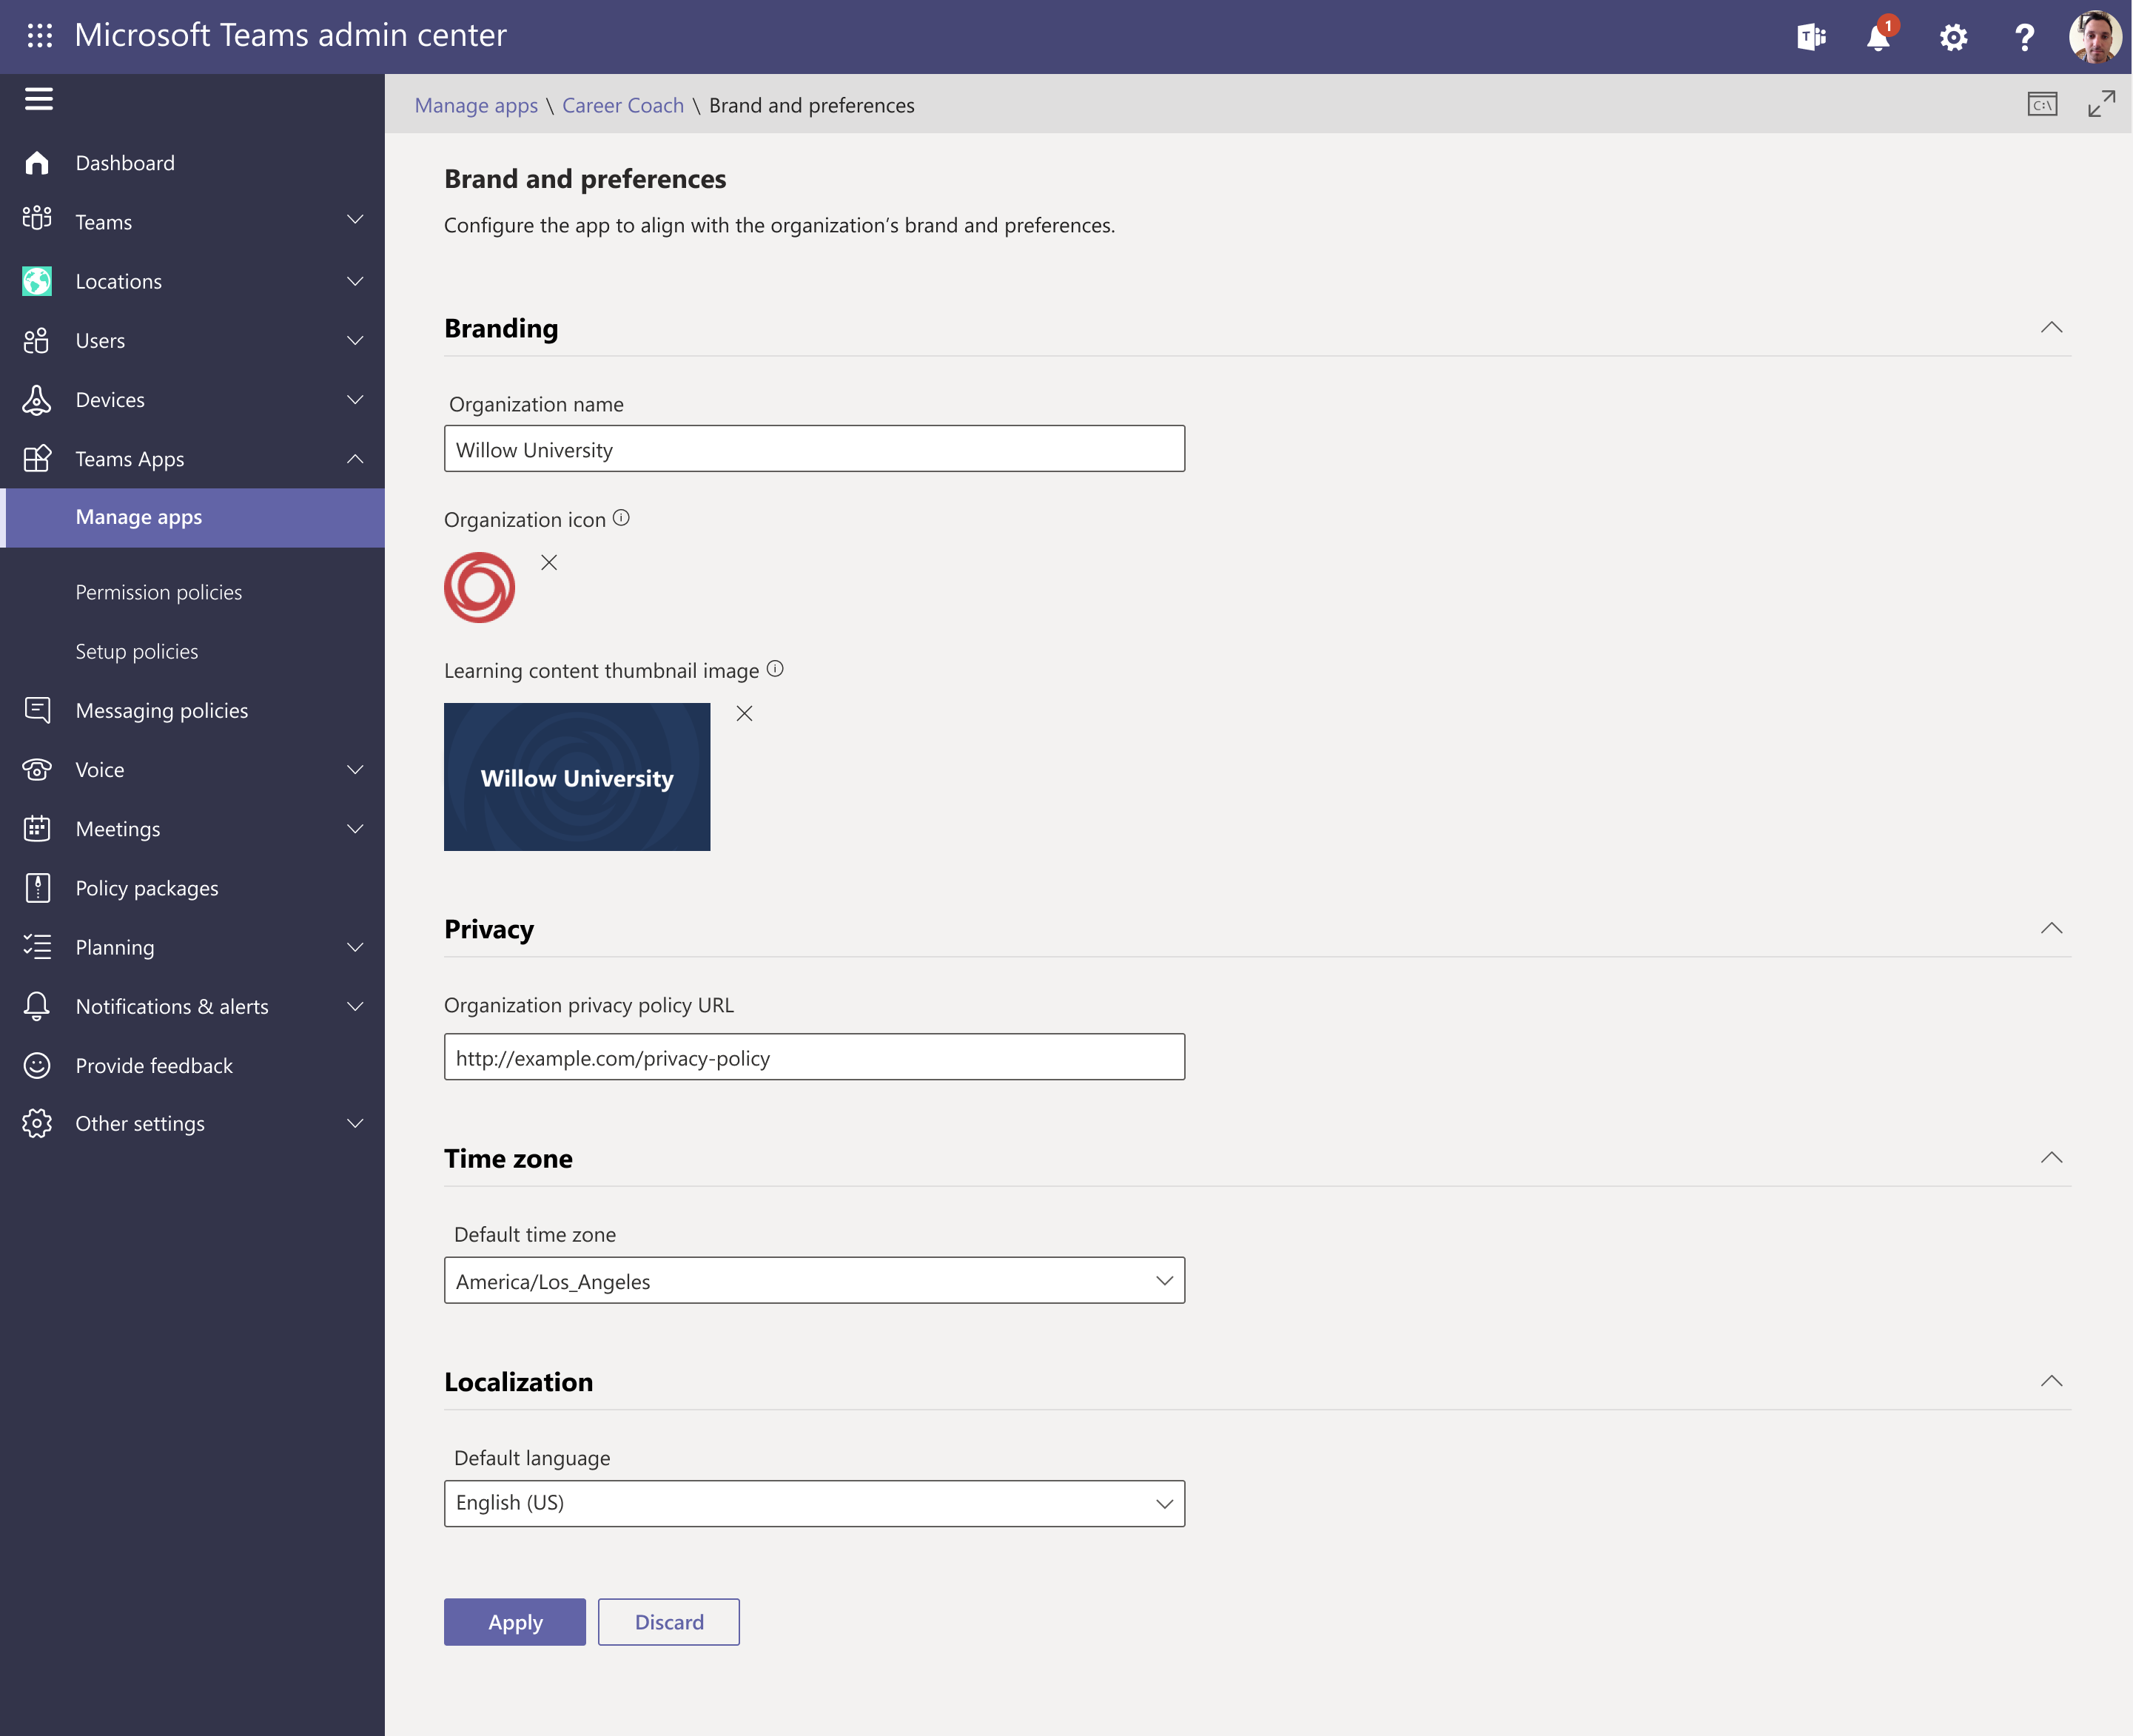 Microsoft Teams admin center
T
1
?
Manage apps \ Career Coach \ Brand and preferences
C:\
Dashboard
Teams
Locations
Users
Devices
Teams Apps
Manage apps
Permission policies
Setup policies
Messaging policies
Voice
Meetings
Policy packages
Planning
Notifications & alerts
Provide feedback
Other settings
Brand and preferences
Configure the app to align with the organization’s brand and preferences.
Branding
Organization name
Willow University
Organization icon
Learning content thumbnail image
Willow University
Privacy
Organization privacy policy URL
http://example.com/privacy-policy
Time zone
Default time zone
America/Los_Angeles
Localization
Default language
English (US)
Apply
Discard